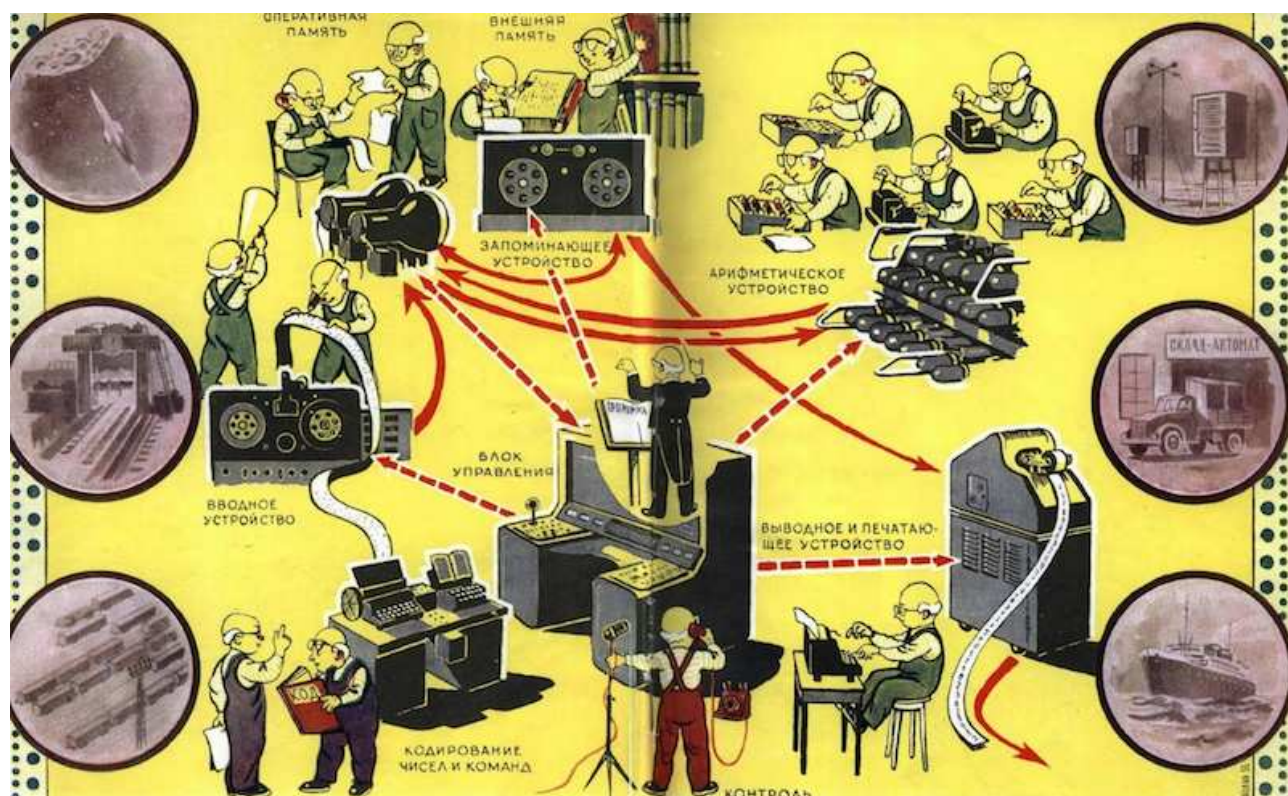 ОПЕРАТИВНАЯ
ПАМЯТЬ
ВНЕШНЯЯ
ПАМЯТЬ
ЗАПОМИНАЮЩЕЕ
УСТРОЙСТВО
АРИФМЕТИЧЕСКОЕ
УСТРОЙСТВО
СКЛАД-АВТОМАТ
БЛОК
УПРАВЛЕНИЯ
ВВОДНОЕ
УСТРОЙСТВО
ВЫВОДНОЕ И ПЕЧАТАЮ-
ЩЕЕ УСТРОЙСТВО
КОД
КОДИРОВАНИЕ
ЧИСЕЛ И КОМАНД
КОНТРОЛЬ